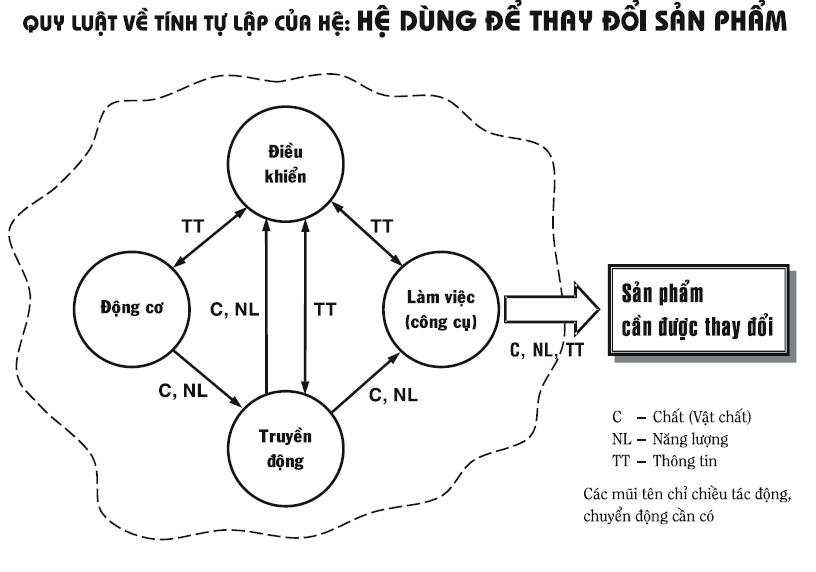 QUY LUẬT VỀ TÍNH TỰ LẬP CỦA HỆ: HỆ DÙNG ĐỂ THAY ĐỔI SẢN PHẨM
Điều
khiển
TT
TT
Động cơ
C, NL
TT
Làm việc
(công cụ)
Sản phẩm
cần được thay đổi
C, NL, TT
C, NL
C, NL
Truyền
động
C – Chất (Vật chất)
NL – Năng lượng
TT – Thông tin
Các mũi tên chỉ chiều tác động,
chuyển động cần có